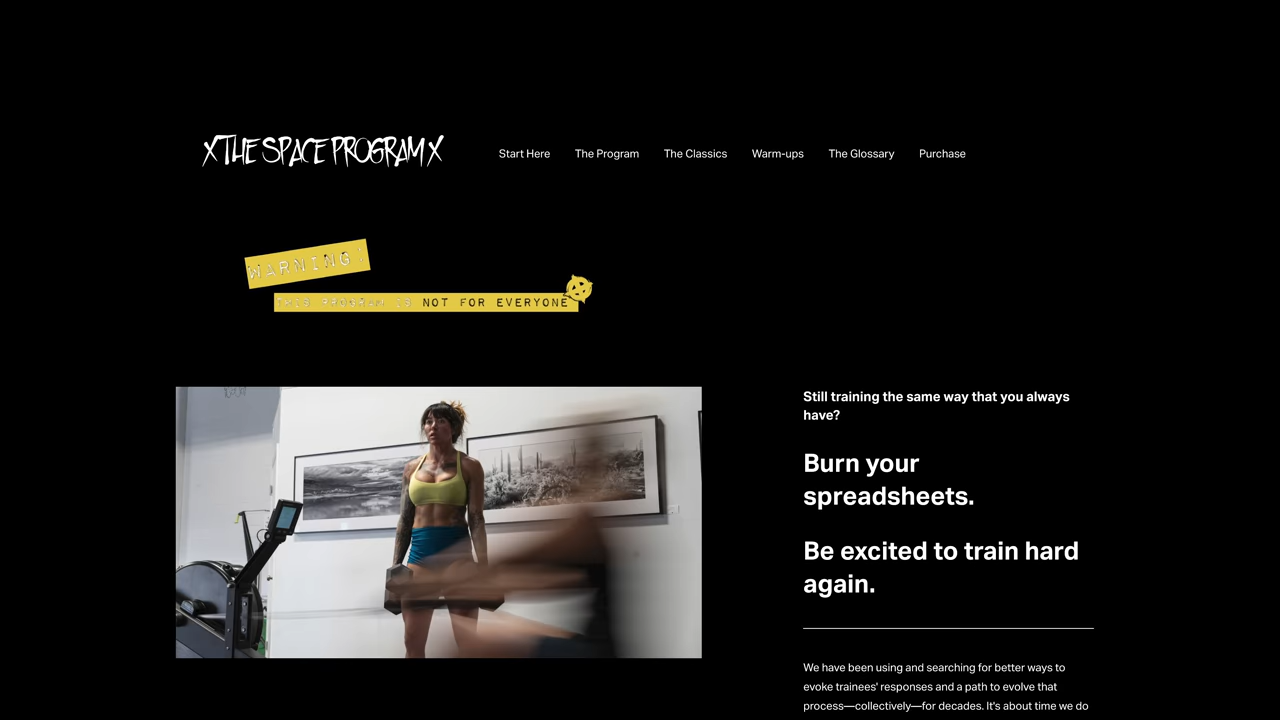 X THE SPACE PROGRAM X
Start Here
The Program
The Classics
Warm-ups
The Glossary
Purchase
WARNING!
THIS PROGRAM IS NOT FOR EVERYONE
Still training the same way that you always
have?
Burn your
spreadsheets.
Be excited to train hard
again.
We have been using and searching for better ways to
evoke trainees' responses and a path to evolve that
process—collectively—for decades. It's about time we do